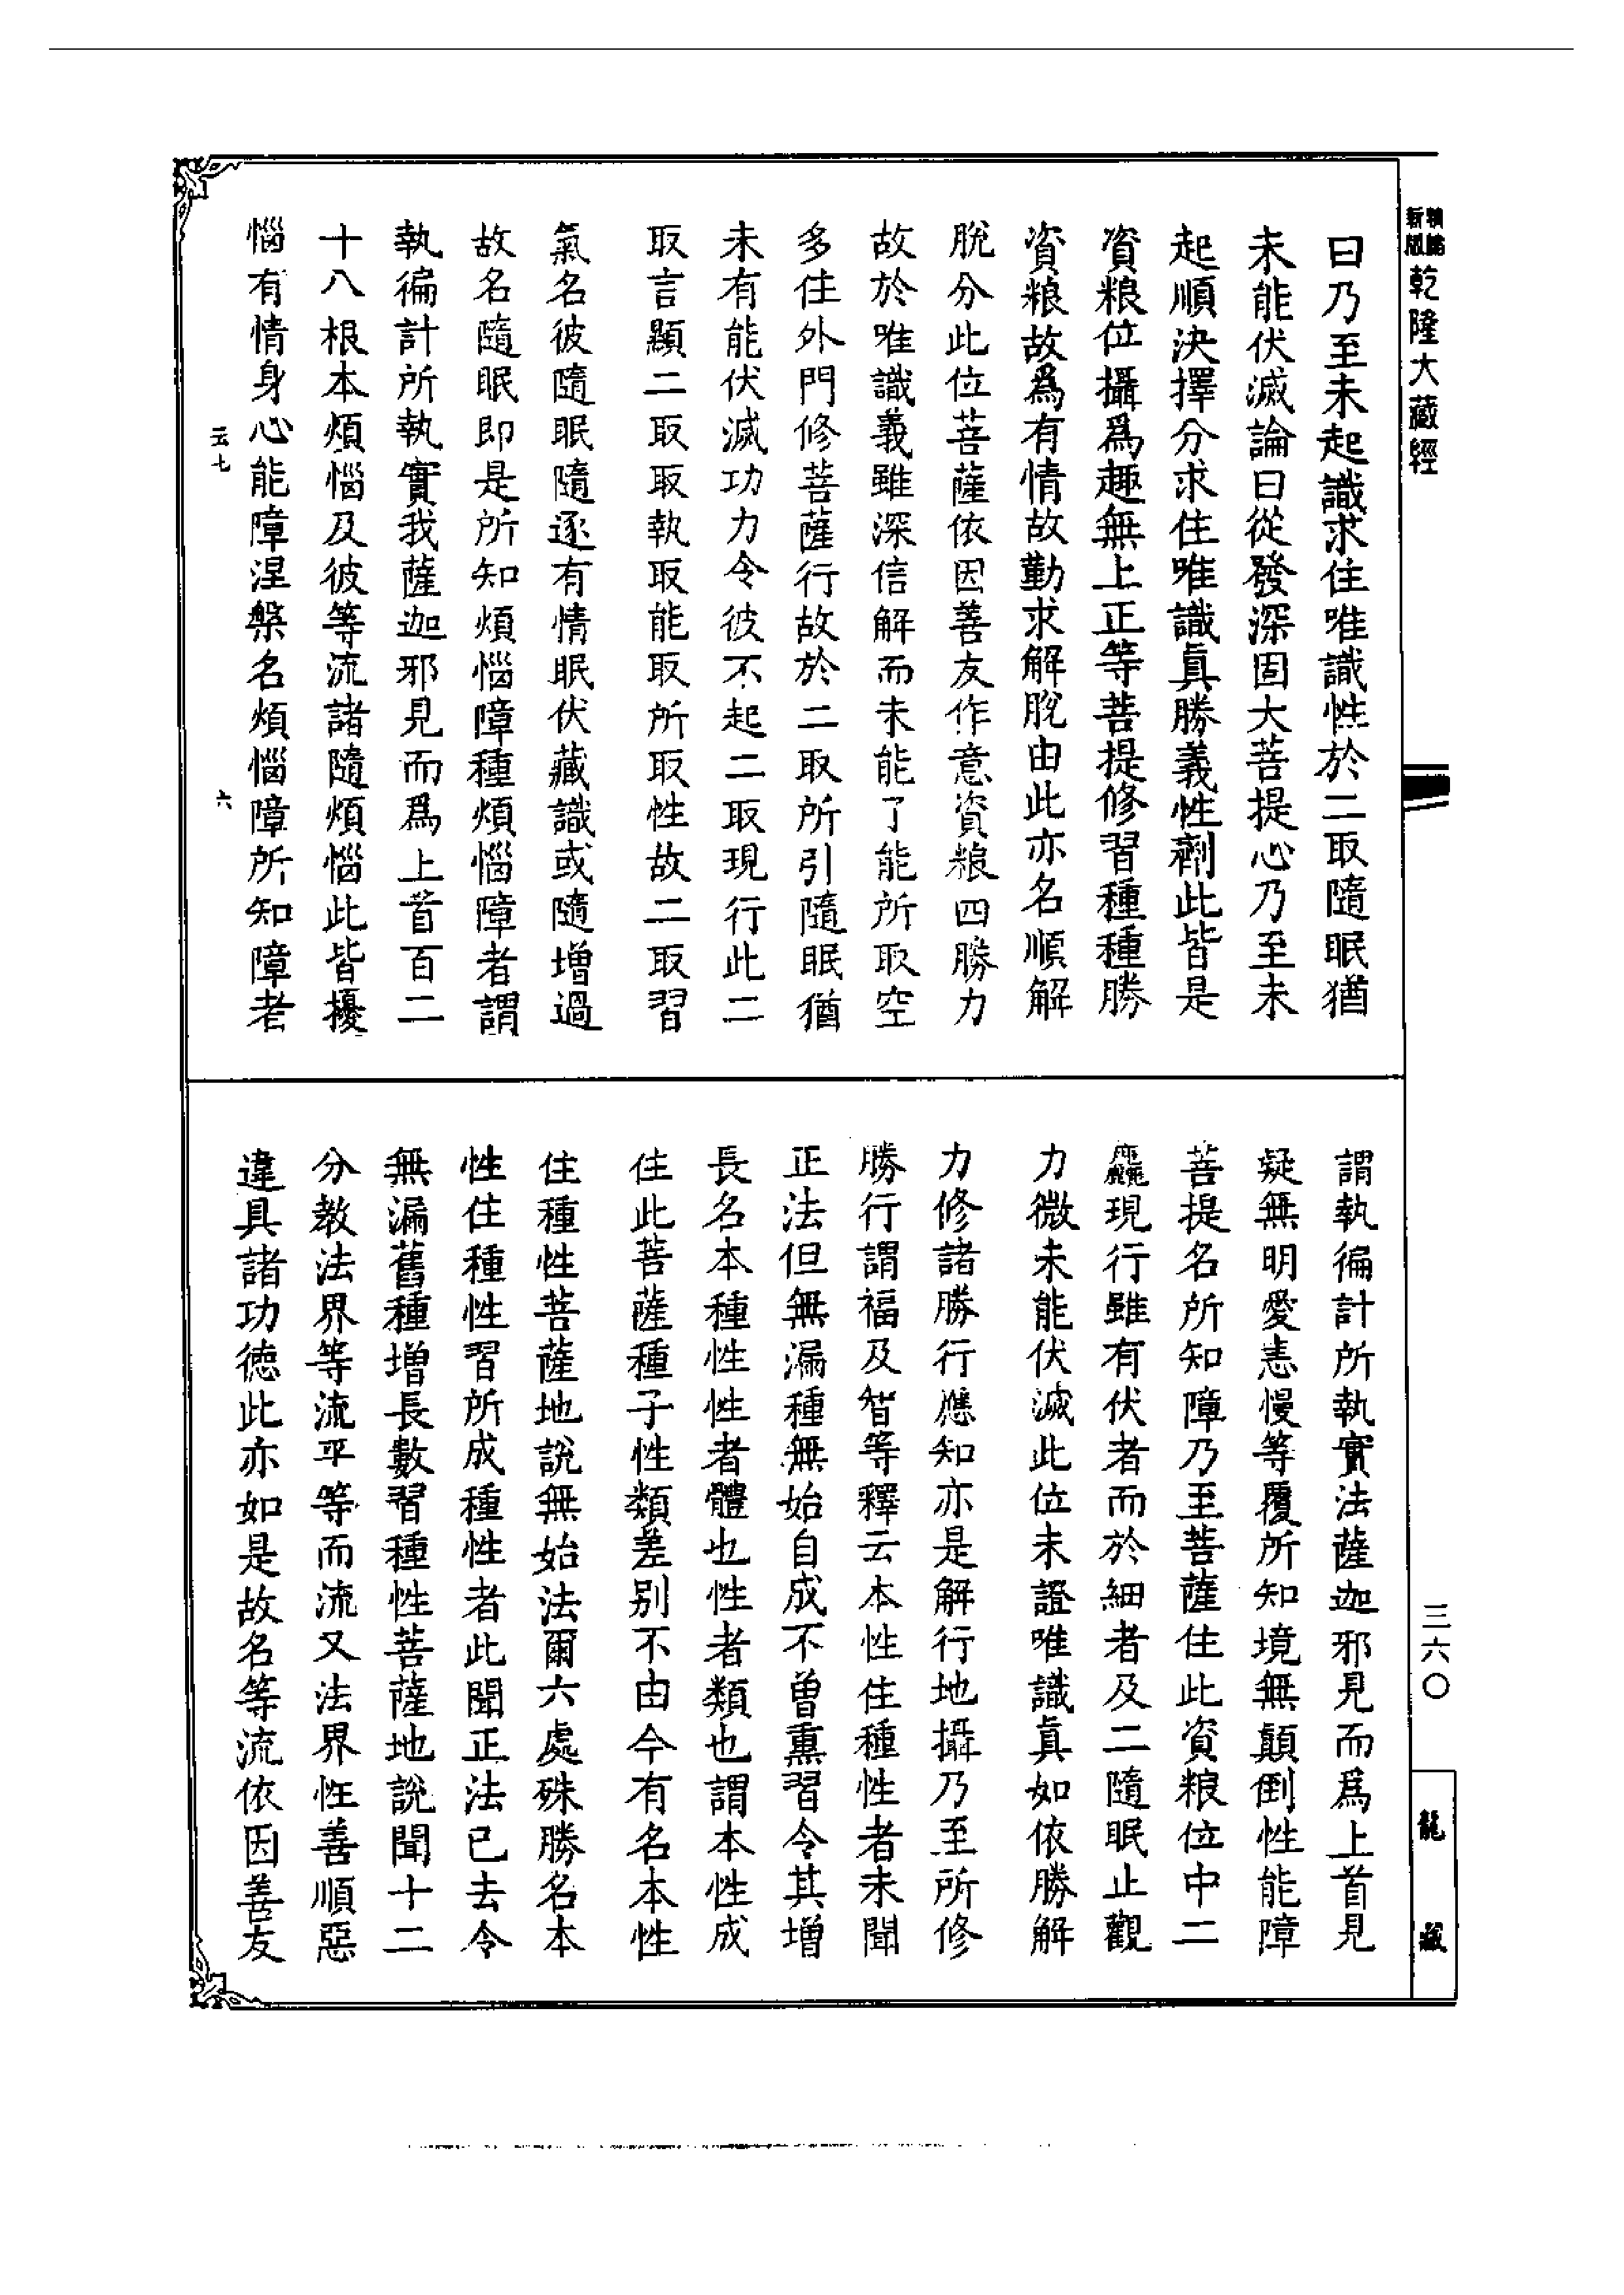 新版 乾隆大藏經
曰乃至未起識求住唯識性於二取隨眠猶
未能伏滅論曰從發深固大菩提心乃至未
起順決擇分求住唯識眞勝義性齊此皆是
資粮位攝爲趣無上正等菩提修習種種勝
資粮故爲有情故勤求解脫由此亦名順解
脫分此位菩薩依因善友作意資粮四勝力
故於唯識義雖深信解而未能了能所取空
多住外門修菩薩行故於二取所引隨眠猶
未有能伏滅功力令彼不起二取現行此二
取言顯二取取執取能取所取性故二取習
氣名彼隨眠隨逐有情眠伏藏識或隨增過
故名隨眠即是所知煩惱障種煩惱障者謂
執徧計所執實我薩迦邪見而爲上首百二
十八根本煩惱及彼等流諸隨煩惱此皆擾
惱有情身心能障涅槃名煩惱障所知障者
云七 六
謂執徧計所執實法薩迦邪見而爲上首見
疑無明愛恚慢等覆所知境無顛倒性能障
菩提名所知障乃至菩薩住此資粮位中二
麤現行雖有伏者而於細者及二隨眠止觀
力微未能伏滅此位未證唯識真如依勝解
力修諸勝行應知亦是解行地攝乃至所修
勝行謂福及智等釋云本性住種性者未聞
正法但無漏種無始自成不曾熏習令其增
長名本種性性者體也性者類也謂本性成
住此菩薩種子性類差別不由今有名本性
住種性菩薩地說無始法爾六處殊勝名本
性住種性習所成種性者此聞正法已去令
無漏舊種增長數習種性菩薩地說聞十二
分教法界等流平等而流又法界性善順惡
違具諸功德此亦如是故名等流依因善友
三六〇
龍藏